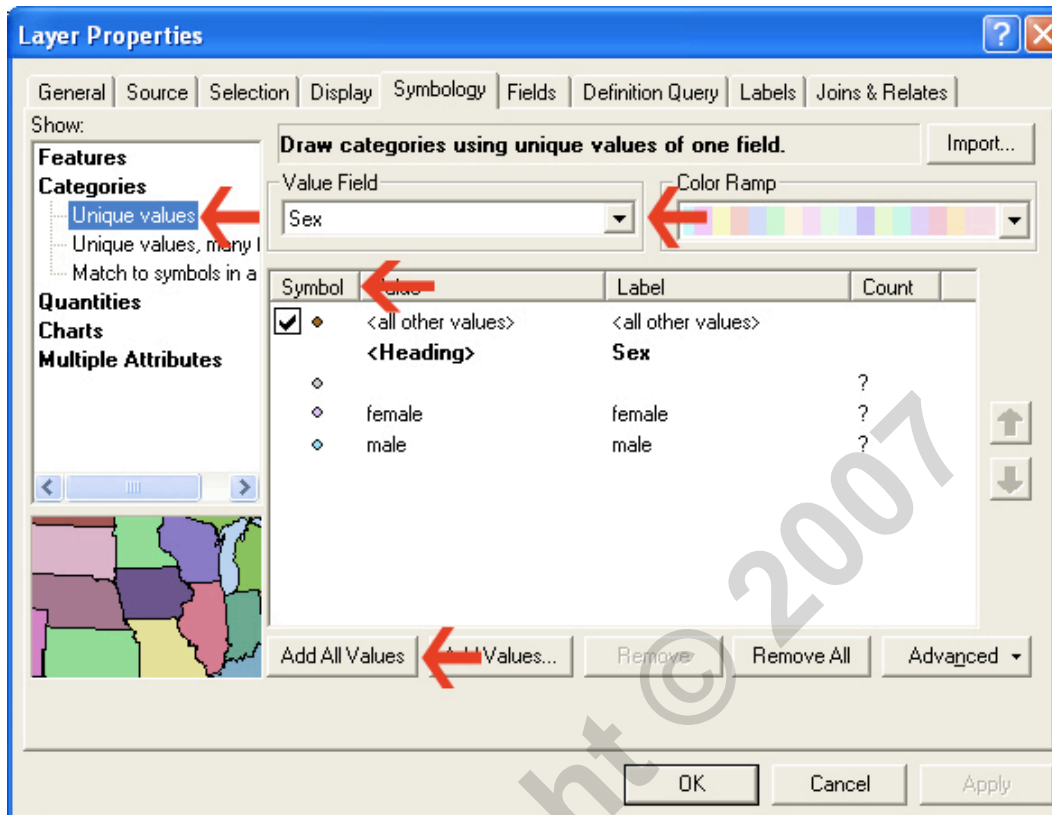 Layer Properties
General Source Selection Display Symbology Fields Definition Query Labels Joins & Relates
Show:
Features
Categories
Unique values
Unique values, many
Match to symbols in a
Quantities
Charts
Multiple Attributes
Draw categories using unique values of one field.
Import...
Value Field
Sex
Color Ramp
Symbol Value Label Count
<all other values> <all other values>
<Heading> Sex
?
female female ?
male male ?
Add All Values Values... Remove Remove All Advanced
OK Cancel Apply
© 2007